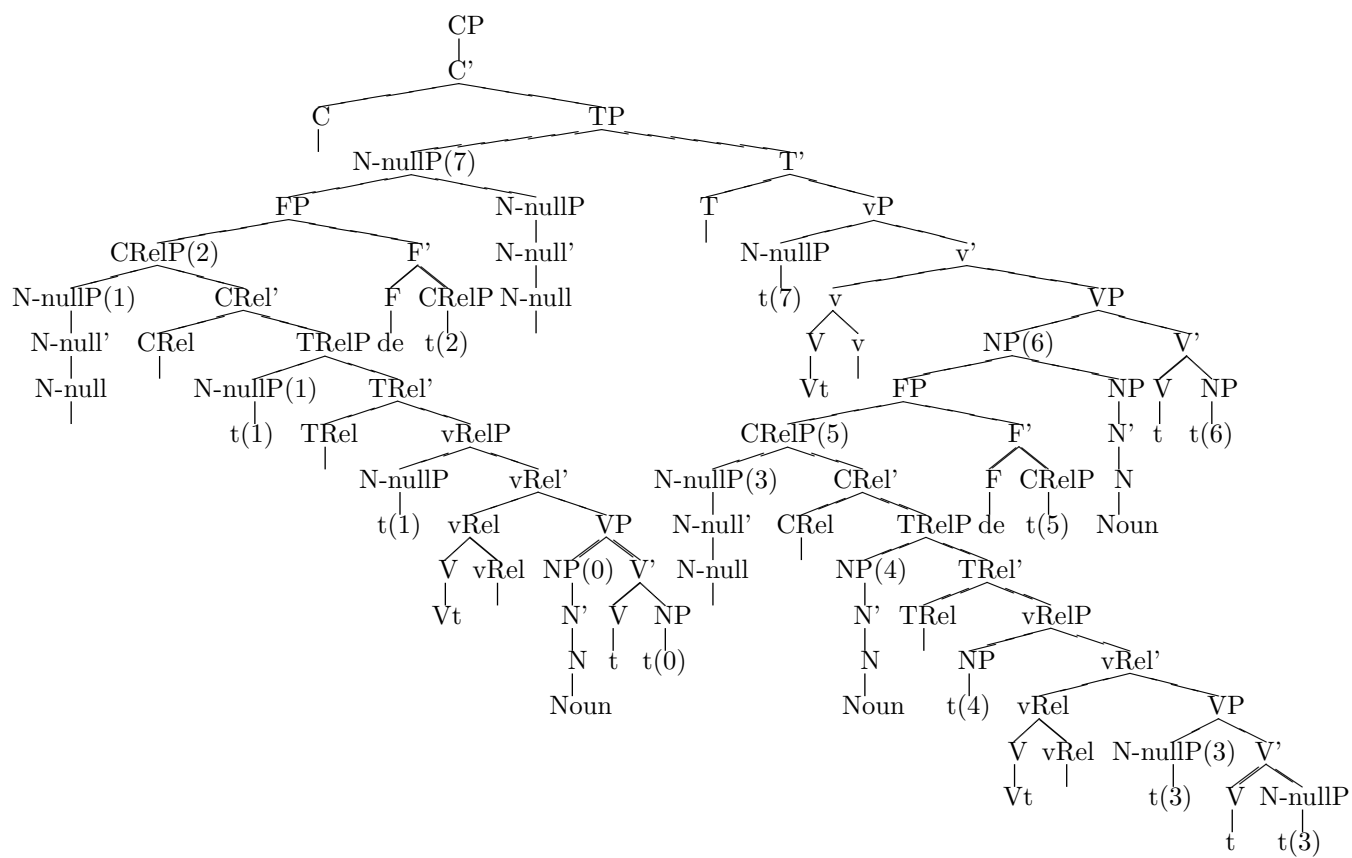 CP
C'
C TP
N-nullP(7) T'
FP N-nullP T vP
CRelP(2) F' N-null' N-nullP v'
N-nullP(1) CRel' F CRelP N-null t(7) v VP
N-null' CRel TRelP de t(2) V v NP(6) V'
N-null N-nullP(1) TRel' Vt FP NP V NP
t(1) TRel vRelP CRelP(5) F' N' t t(6)
N-nullP vRel' N-nullP(3) CRel' F CRelP N
t(1) vRel VP N-null' CRel TRelP de t(5) Noun
V vRel NP(0) V' N-null NP(4) TRel'
Vt N' V NP N' TRel vRelP
N t t(0) N NP vRel'
Noun Noun t(4) vRel VP
V vRel N-nullP(3) V'
Vt t(3) V N-nullP
t t(3)